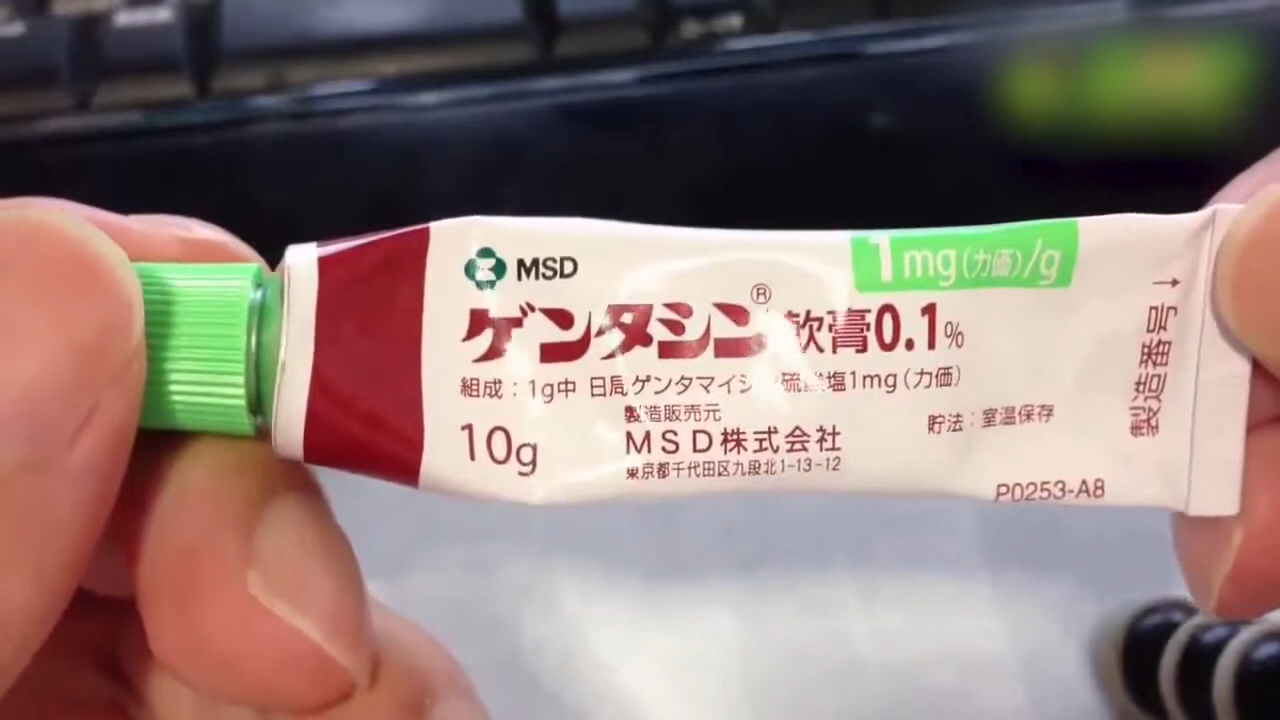 MSD
1mg(力価)/g
ゲンタシン®軟膏0.1%
組成:1g中 日局ゲンタマイシン硫酸塩1mg(力価)
10g
製造販売元
MSD株式会社
東京都千代田区九段北1-13-12
貯法:室温保存
P0253-A8
製造番号→